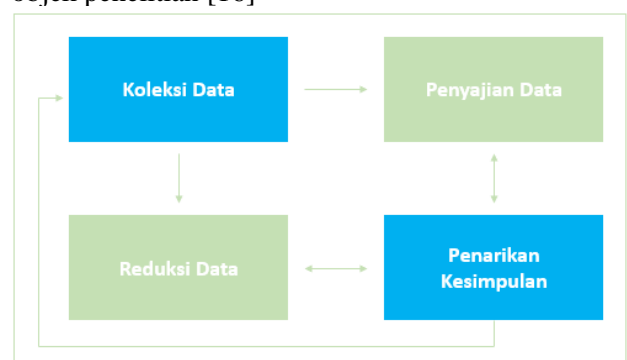 Koleksi Data
Penyajian Data
Reduksi Data
Penarikan
Kesimpulan